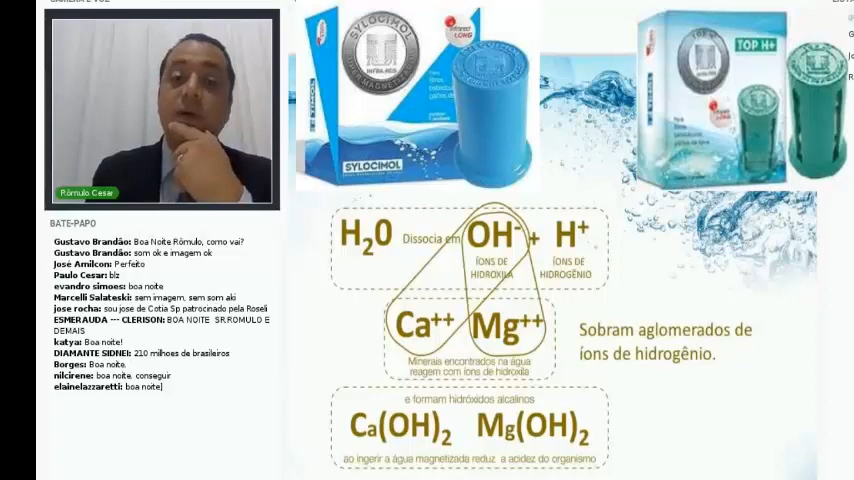 Rômulo Cesar
BATE-PAPO
Gustavo Brandão: Boa Noite Rômulo, como vai?
Gustavo Brandão: som ok e imagem ok
José Amilcon: Perfeito
Paulo Cesar: blz
evandro simoes: boa noite
Marcelli Salateski: sem imagem, sem som aki
jose rocha: sou jose de Cotia Sp patrocinado pela Roseli
ESMERAUDA --- CLERISON: BOA NOITE SR.ROMULO E
DEMAIS
katya: Boa noite!
DIAMANTE SIDNEI: 210 milhoes de brasileiros
Borges: Boa noite.
nilcirene: boa noite, conseguir
elainelazzaretti: boa noite]
SYLOCIMOL
LONG
SYLOCIMOL
TOP H+
H₂O Dissocia em OH⁻ + H⁺
ÍONS DE HIDROXILA
ÍONS DE HIDROGÊNIO
Ca⁺⁺ Mg⁺⁺
Minerais encontrados na água
reagem com íons de hidroxila
Sobram aglomerados de
íons de hidrogênio.
e formam hidróxidos alcalinos
Ca(OH)₂ Mg(OH)₂
ao ingerir a água magnetizada reduz a acidez do organismo